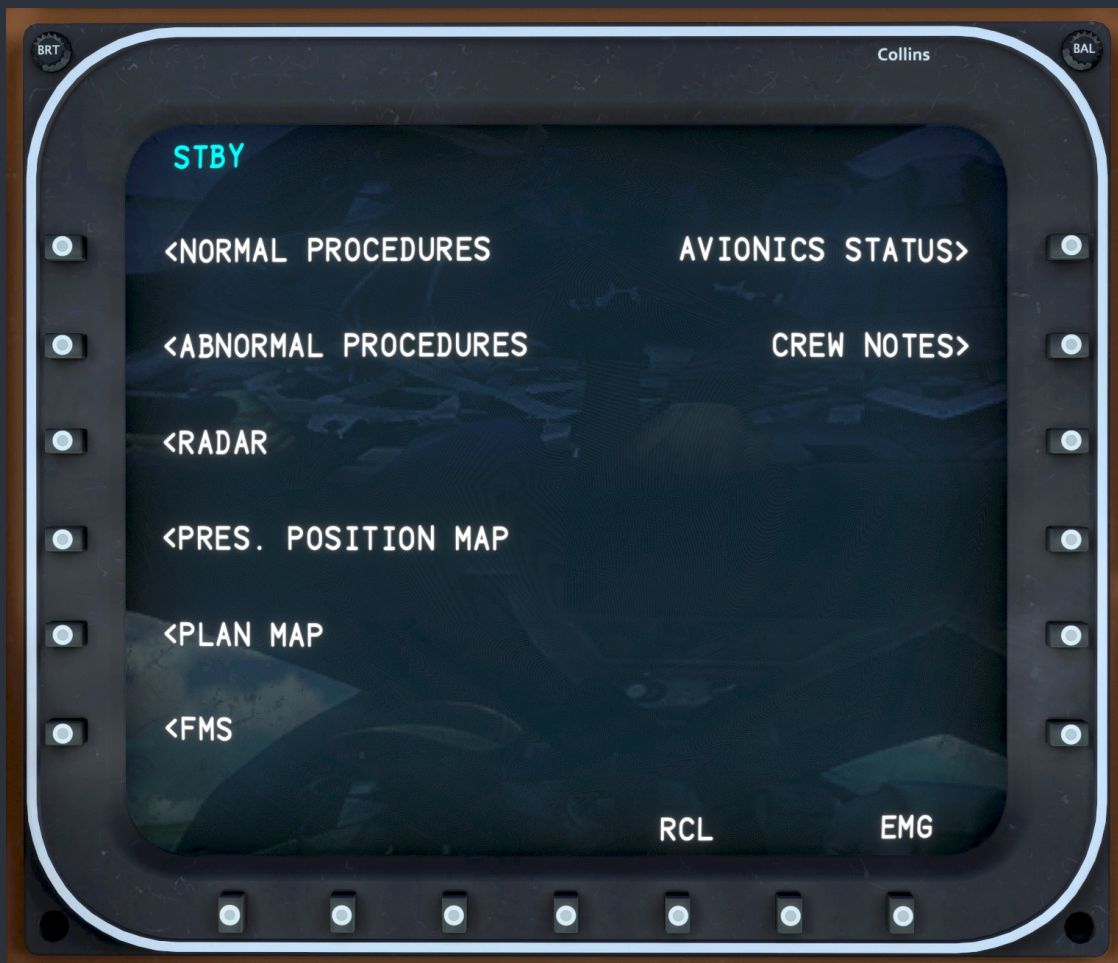 BRT
BAL
Collins
STBY
<NORMAL PROCEDURES
AVIONICS STATUS>
<ABNORMAL PROCEDURES
CREW NOTES>
<RADAR
<PRES. POSITION MAP
<PLAN MAP
<FMS
RCL
EMG